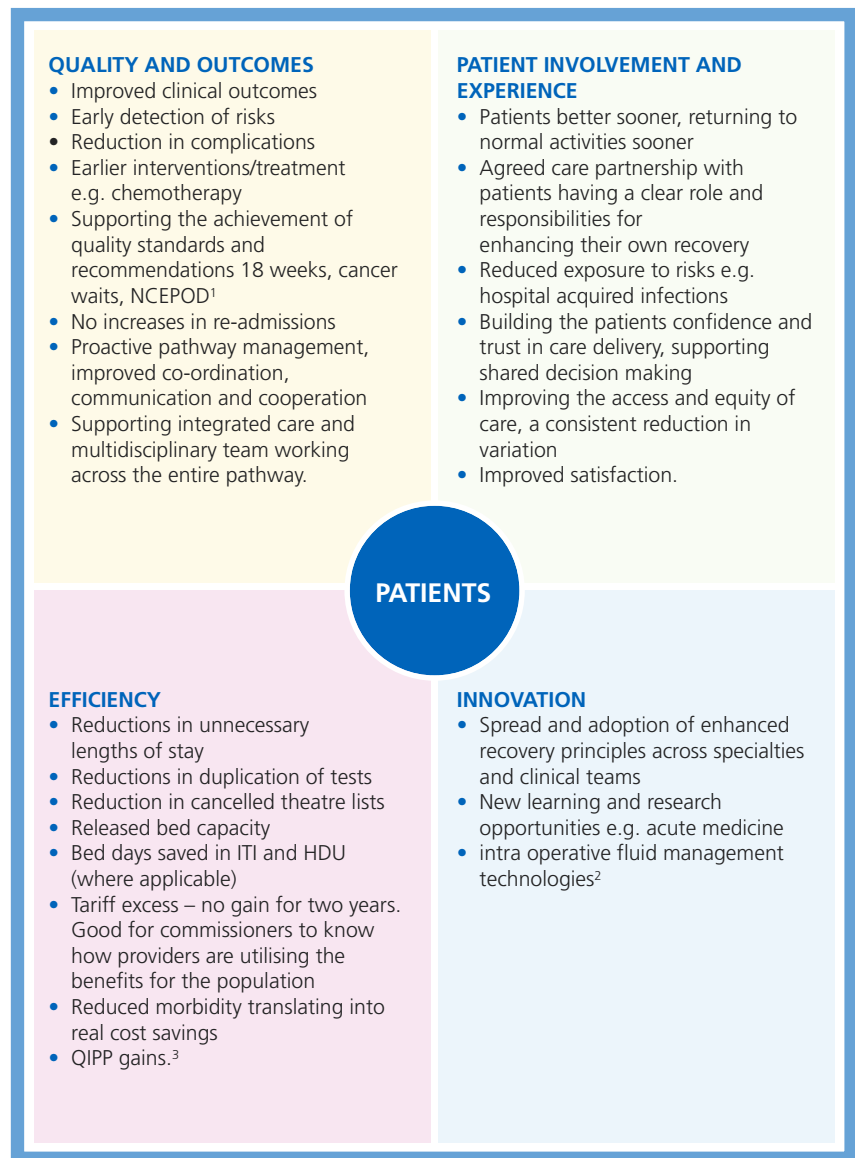 QUALITY AND OUTCOMES
• Improved clinical outcomes
• Early detection of risks
• Reduction in complications
• Earlier interventions/treatment
e.g. chemotherapy
• Supporting the achievement of
quality standards and
recommendations 18 weeks, cancer
waits, NCEPOD¹
• No increases in re-admissions
• Proactive pathway management,
improved co-ordination,
communication and cooperation
• Supporting integrated care and
multidisciplinary team working
across the entire pathway.
PATIENT INVOLVEMENT AND
EXPERIENCE
• Patients better sooner, returning to
normal activities sooner
• Agreed care partnership with
patients having a clear role and
responsibilities for
enhancing their own recovery
• Reduced exposure to risks e.g.
hospital acquired infections
• Building the patients confidence and
trust in care delivery, supporting
shared decision making
• Improving the access and equity of
care, a consistent reduction in
variation
• Improved satisfaction.
PATIENTS
EFFICIENCY
• Reductions in unnecessary
lengths of stay
• Reductions in duplication of tests
• Reduction in cancelled theatre lists
• Released bed capacity
• Bed days saved in ITI and HDU
(where applicable)
• Tariff excess – no gain for two years.
Good for commissioners to know
how providers are utilising the
benefits for the population
• Reduced morbidity translating into
real cost savings
• QIPP gains.³
INNOVATION
• Spread and adoption of enhanced
recovery principles across specialties
and clinical teams
• New learning and research
opportunities e.g. acute medicine
• intra operative fluid management
technologies²